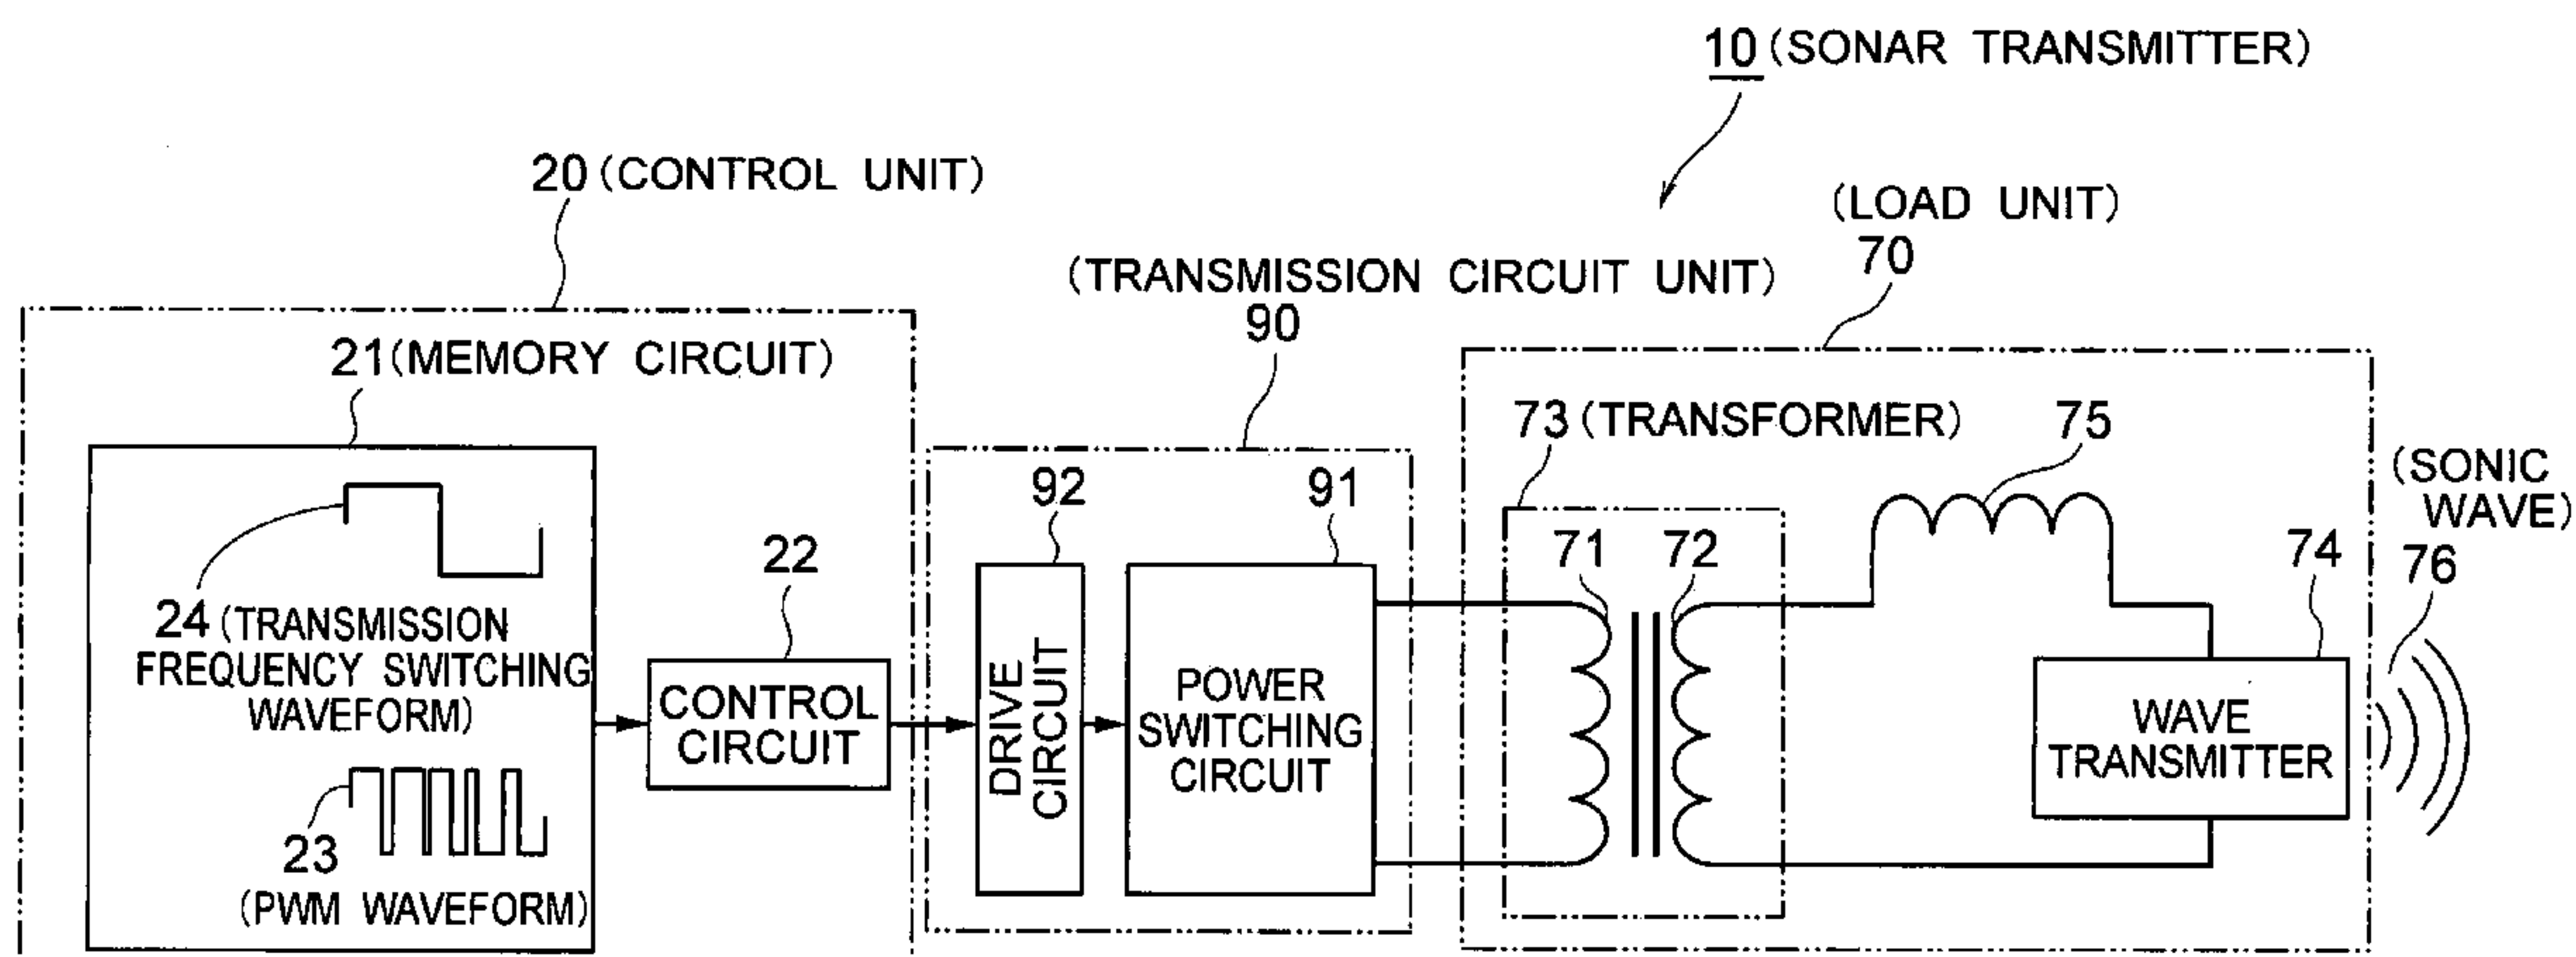 10 (SONAR TRANSMITTER)
20 (CONTROL UNIT)
(LOAD UNIT)
70
(TRANSMISSION CIRCUIT UNIT)
90
21 (MEMORY CIRCUIT)
73 (TRANSFORMER)
75
(SONIC
WAVE)
76
92
91
71
72
74
22
24 (TRANSMISSION
FREQUENCY SWITCHING
WAVEFORM)
CONTROL
CIRCUIT
DRIVE
CIRCUIT
POWER
SWITCHING
CIRCUIT
WAVE
TRANSMITTER
23
(PWM WAVEFORM)